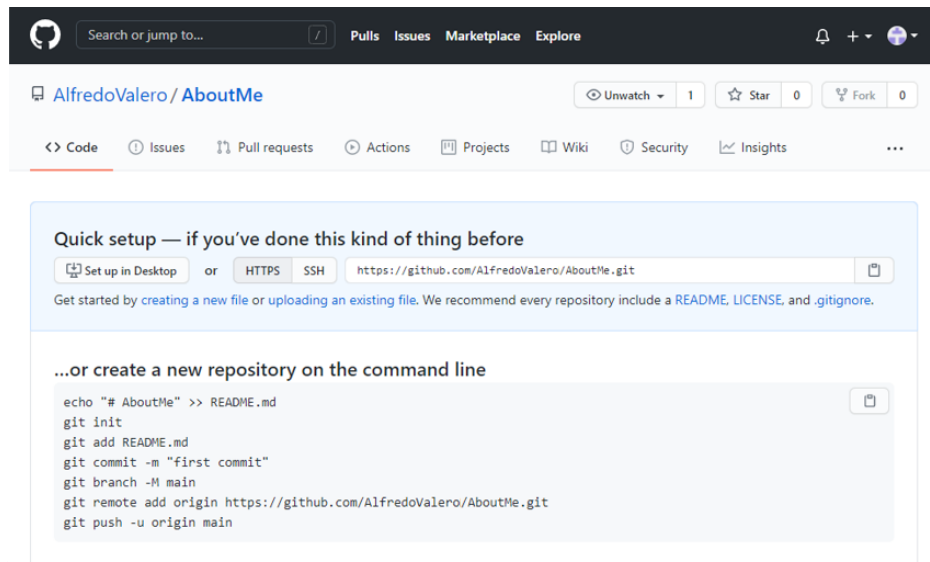 Search or jump to... / Pulls Issues Marketplace Explore
AlfredoValero / AboutMe Unwatch 1 Star 0 Fork 0
<> Code Issues Pull requests Actions Projects Wiki Security Insights ...
Quick setup — if you've done this kind of thing before
Set up in Desktop or HTTPS SSH https://github.com/AlfredoValero/AboutMe.git
Get started by creating a new file or uploading an existing file. We recommend every repository include a README, LICENSE, and .gitignore.
...or create a new repository on the command line
echo "# AboutMe" >> README.md
git init
git add README.md
git commit -m "first commit"
git branch -M main
git remote add origin https://github.com/AlfredoValero/AboutMe.git
git push -u origin main